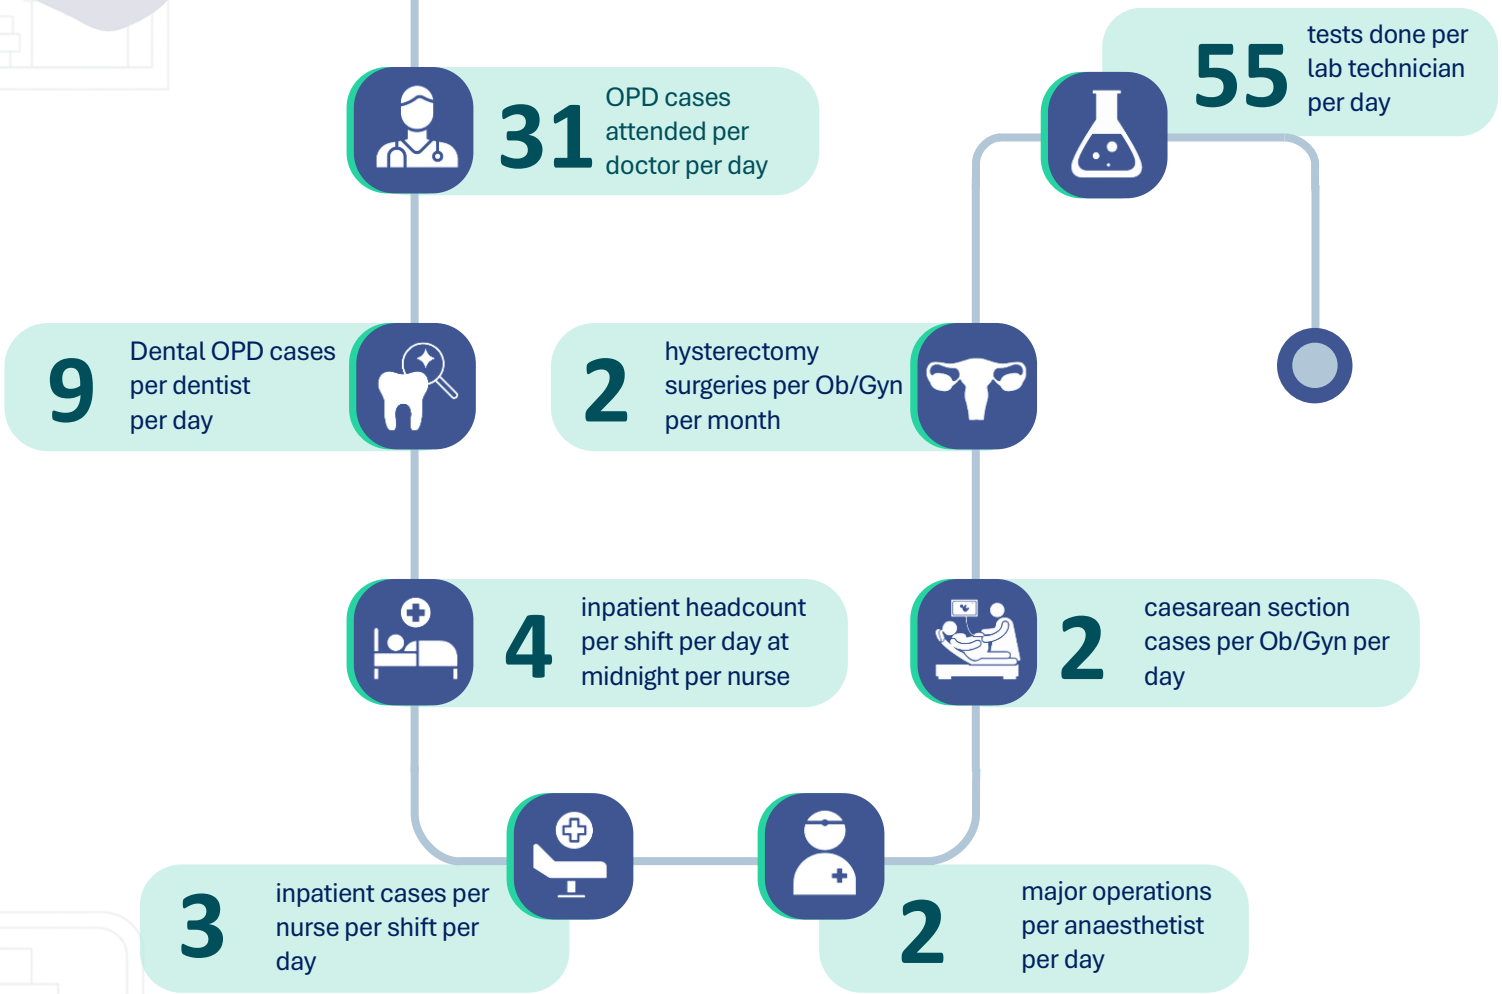 31
OPD cases
attended per
doctor per day
9
Dental OPD cases
per dentist
per day
4
inpatient headcount
per shift per day at
midnight per nurse
3
inpatient cases per
nurse per shift per
day
2
major operations
per anaesthetist
per day
2
caesarean section
cases per Ob/Gyn per
day
2
hysterectomy
surgeries per Ob/Gyn
per month
55
tests done per
lab technician
per day